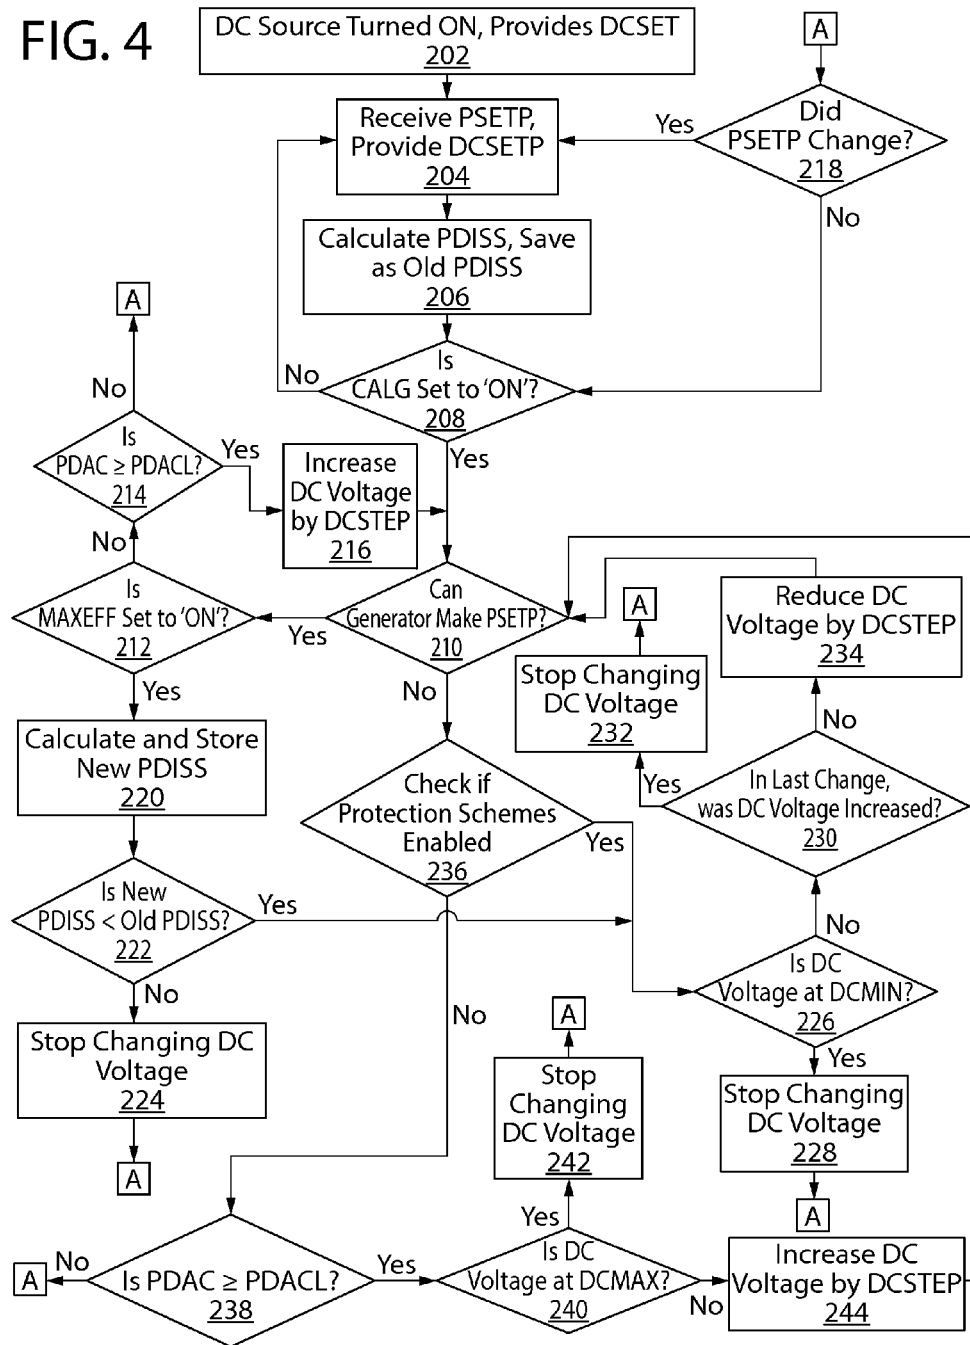 FIG. 4
DC Source Turned ON, Provides DCSET
202
A
Receive PSETP,
Provide DCSETP
204
Yes
Did
PSETP Change?
218
No
Calculate PDISS, Save
as Old PDISS
206
A
No
Is
CALG Set to 'ON'?
208
No
Yes
Is
PDAC ≥ PDACL?
214
Yes
Increase
DC Voltage
by DCSTEP
216
No
Is
MAXEFF Set to 'ON'?
212
Yes
Can
Generator Make PSETP?
210
A
Reduce DC
Voltage by DCSTEP
234
Yes
No
Stop Changing
DC Voltage
232
No
Calculate and Store
New PDISS
220
Check if
Protection Schemes
Enabled
236
Yes
Yes
In Last Change,
was DC Voltage Increased?
230
Is New
PDISS < Old PDISS?
222
Yes
No
Is DC
Voltage at DCMIN?
226
No
No
Yes
Stop Changing DC
Voltage
224
A
Stop
Changing
DC Voltage
242
Stop Changing
DC Voltage
228
A
A
Yes
A
No
Is PDAC ≥ PDACL?
238
Yes
Is DC
Voltage at DCMAX?
240
No
Increase DC
Voltage by DCSTEP
244